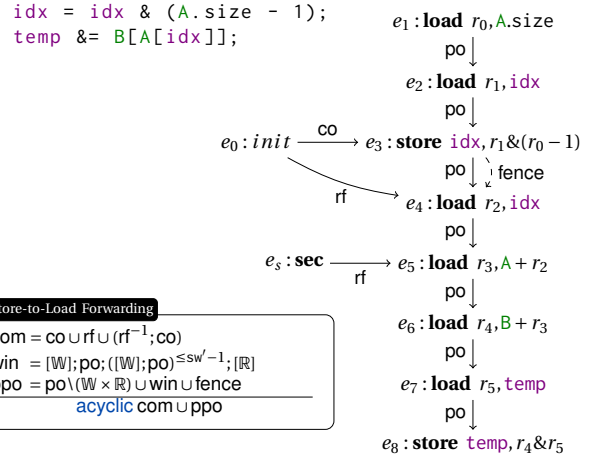 idx = idx & (A.size - 1);
temp &= B[A[idx]];
e1 : load r0, A.size
po
e2 : load r1, idx
po
e0 : init
co
e3 : store idx, r1&(r0 − 1)
po
fence
rf
e4 : load r2, idx
po
es : sec
rf
e5 : load r3, A + r2
po
e6 : load r4, B + r3
po
e7 : load r5, temp
po
e8 : store temp, r4&r5
tore-to-Load Forwarding
om = co ∪ rf ∪ (rf⁻¹; co)
vin = [𝕎]; po; ([𝕎]; po)≤sw′−1; [ℝ]
ppo = po\(𝕎 × ℝ) ∪ win ∪ fence
acyclic com ∪ ppo